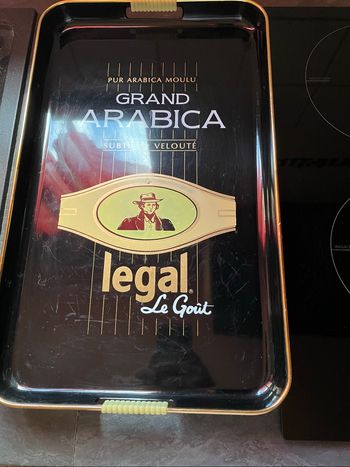 PUR ARABICA MOULU
GRAND
ARABICA
SUBTIL & VELOUTÉ
legal®
Le Goût